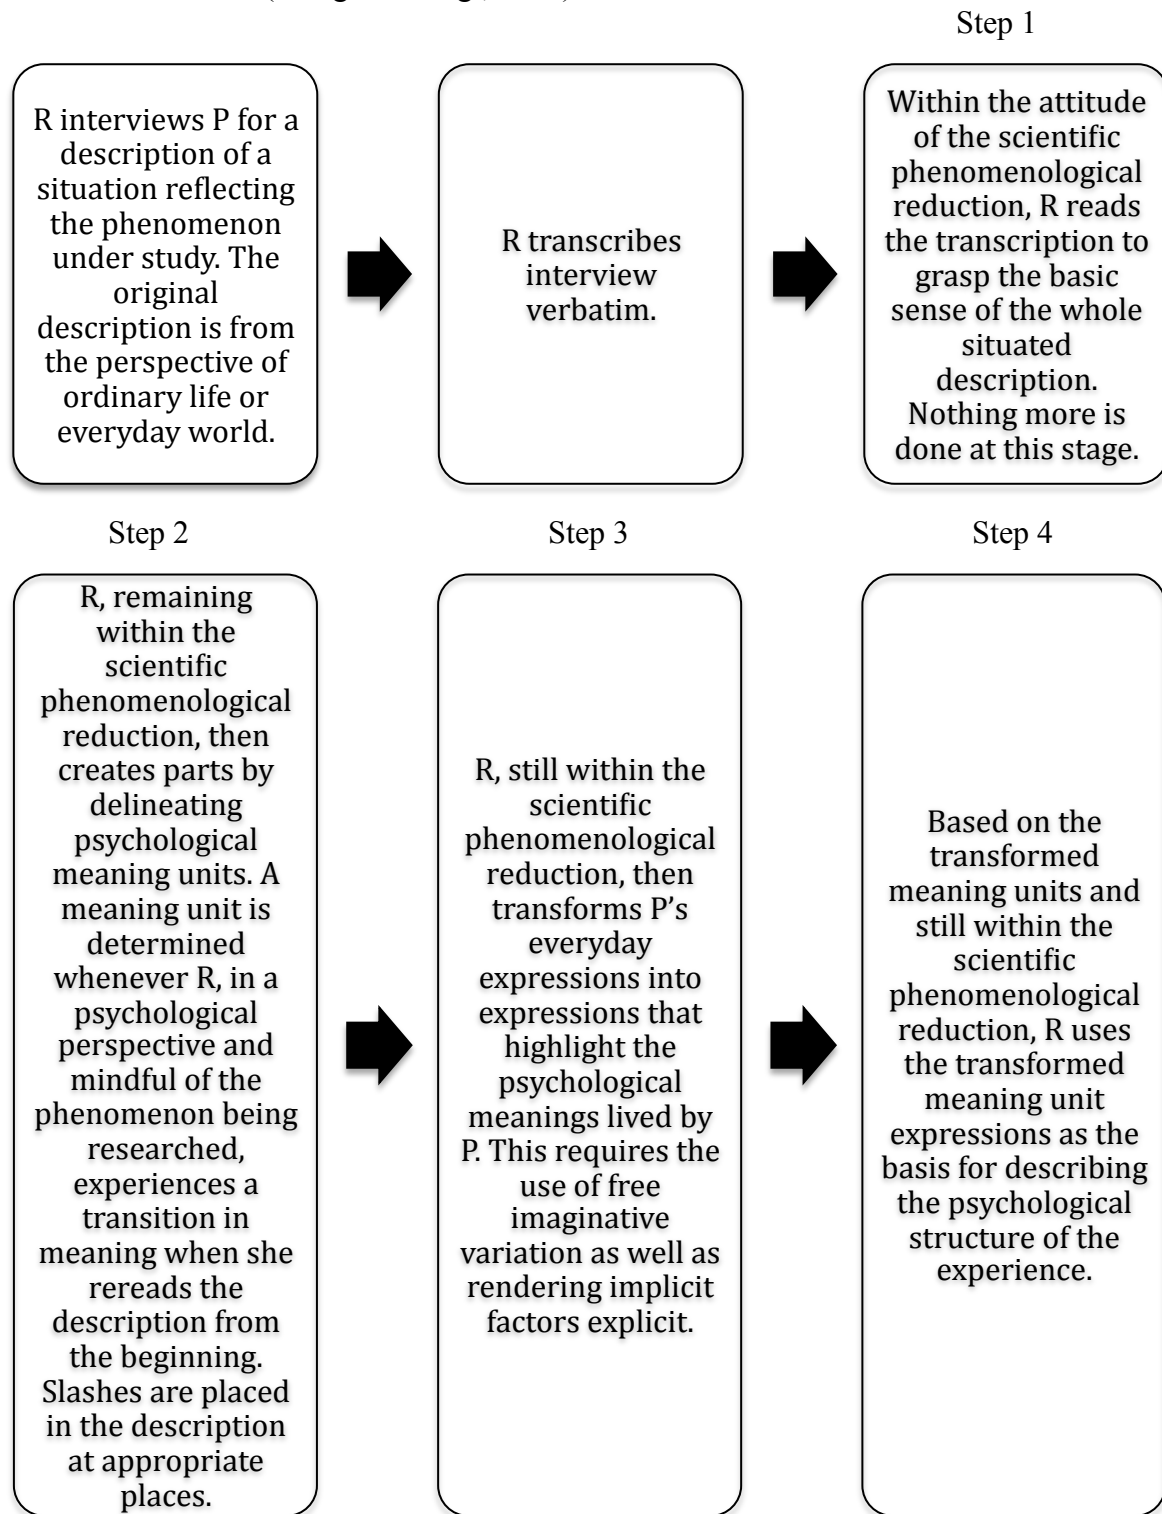 Step 1
R interviews P for a
description of a
situation reflecting
the phenomenon
under study. The
original
description is from
the perspective of
ordinary life or
everyday world.
R transcribes
interview
verbatim.
Within the attitude
of the scientific
phenomenological
reduction, R reads
the transcription to
grasp the basic
sense of the whole
situated
description.
Nothing more is
done at this stage.
Step 2
Step 3
Step 4
R, remaining
within the
scientific
phenomenological
reduction, then
creates parts by
delineating
psychological
meaning units. A
meaning unit is
determined
whenever R, in a
psychological
perspective and
mindful of the
phenomenon being
researched,
experiences a
transition in
meaning when she
rereads the
description from
the beginning.
Slashes are placed
in the description
at appropriate
places.
R, still within the
scientific
phenomenological
reduction, then
transforms P’s
everyday
expressions into
expressions that
highlight the
psychological
meanings lived by
P. This requires the
use of free
imaginative
variation as well as
rendering implicit
factors explicit.
Based on the
transformed
meaning units and
still within the
scientific
phenomenological
reduction, R uses
the transformed
meaning unit
expressions as the
basis for describing
the psychological
structure of the
experience.